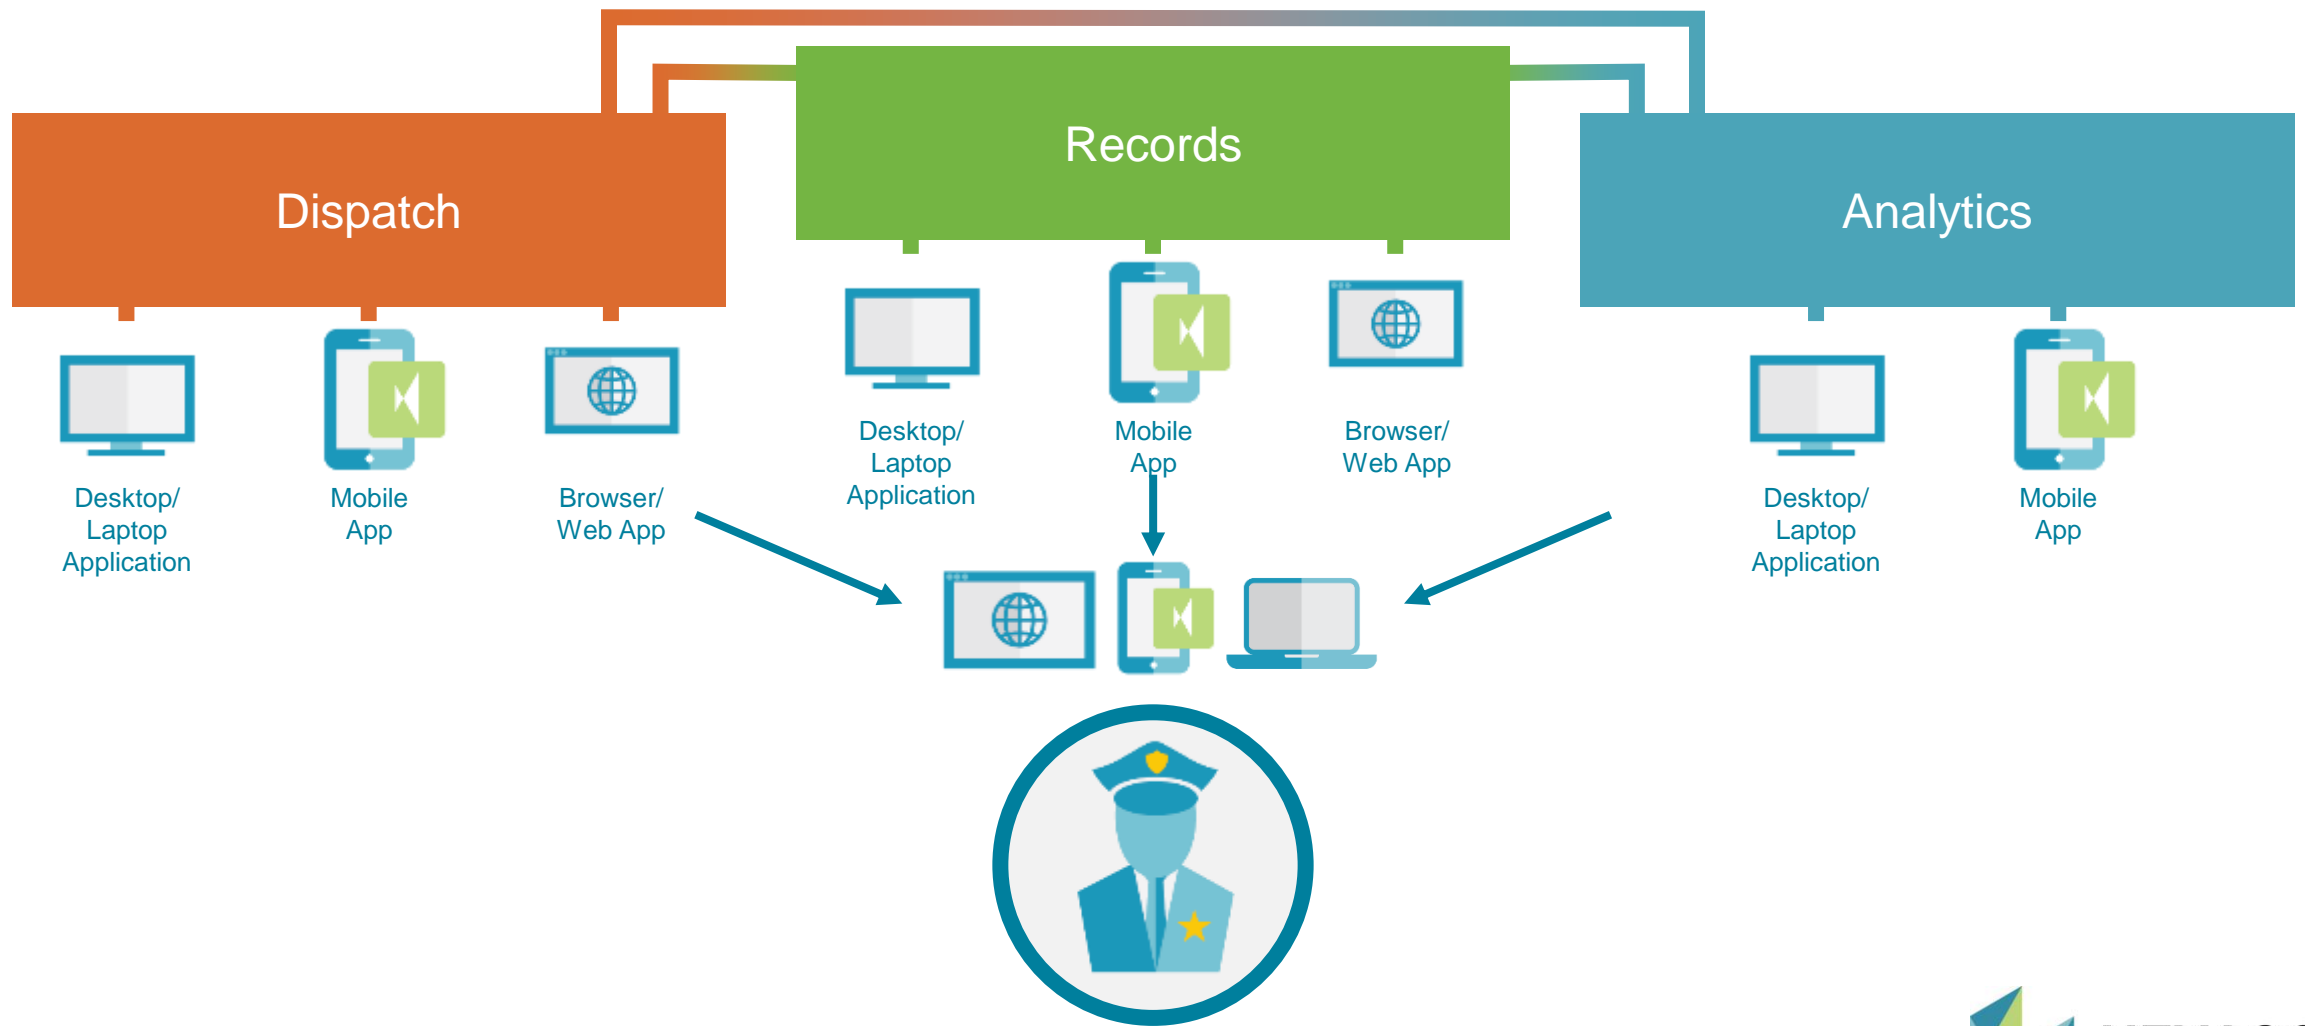 Dispatch
Records
Analytics
Desktop/
Laptop
Application
Mobile
App
Browser/
Web App
Desktop/
Laptop
Application
Mobile
App
Browser/
Web App
Desktop/
Laptop
Application
Mobile
App